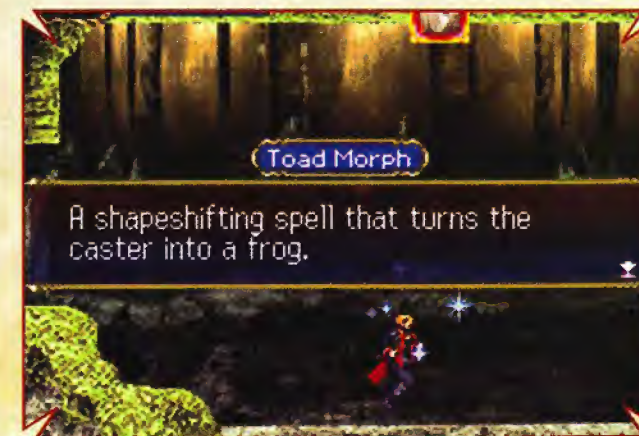 Toad Morph
A shapeshifting spell that turns the
caster into a frog.